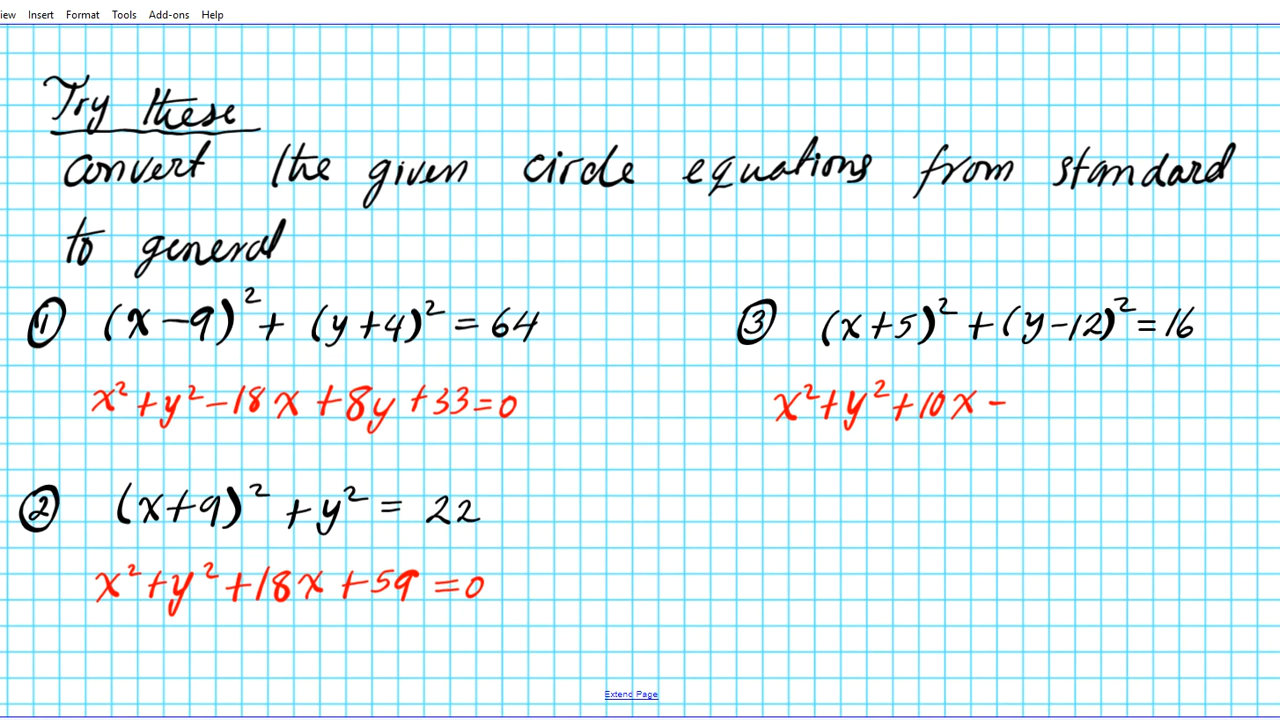 iew Insert Format Tools Add-ons Help
Try these
convert the given circle equations from standard
to general
① (x-9)² + (y+4)² = 64
x² + y² - 18x + 8y + 33 = 0
② (x+9)² + y² = 22
x² + y² + 18x + 59 = 0
③ (x+5)² + (y-12)² = 16
x² + y² + 10x -
Extend Page